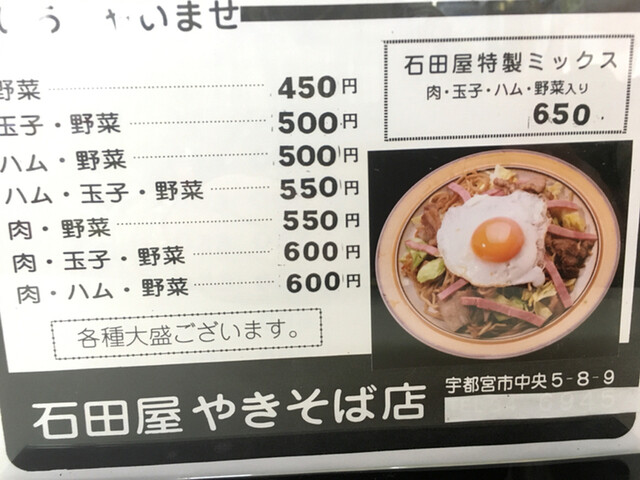 いませ
野菜 450円
玉子・野菜 500円
ハム・野菜 500円
ハム・玉子・野菜 550円
肉・野菜 550円
肉・玉子・野菜 600円
肉・ハム・野菜 600円
各種大盛ございます。
石田屋特製ミックス
肉・玉子・ハム・野菜入り
650
石田屋やきそば店
宇都宮市中央5-8-9